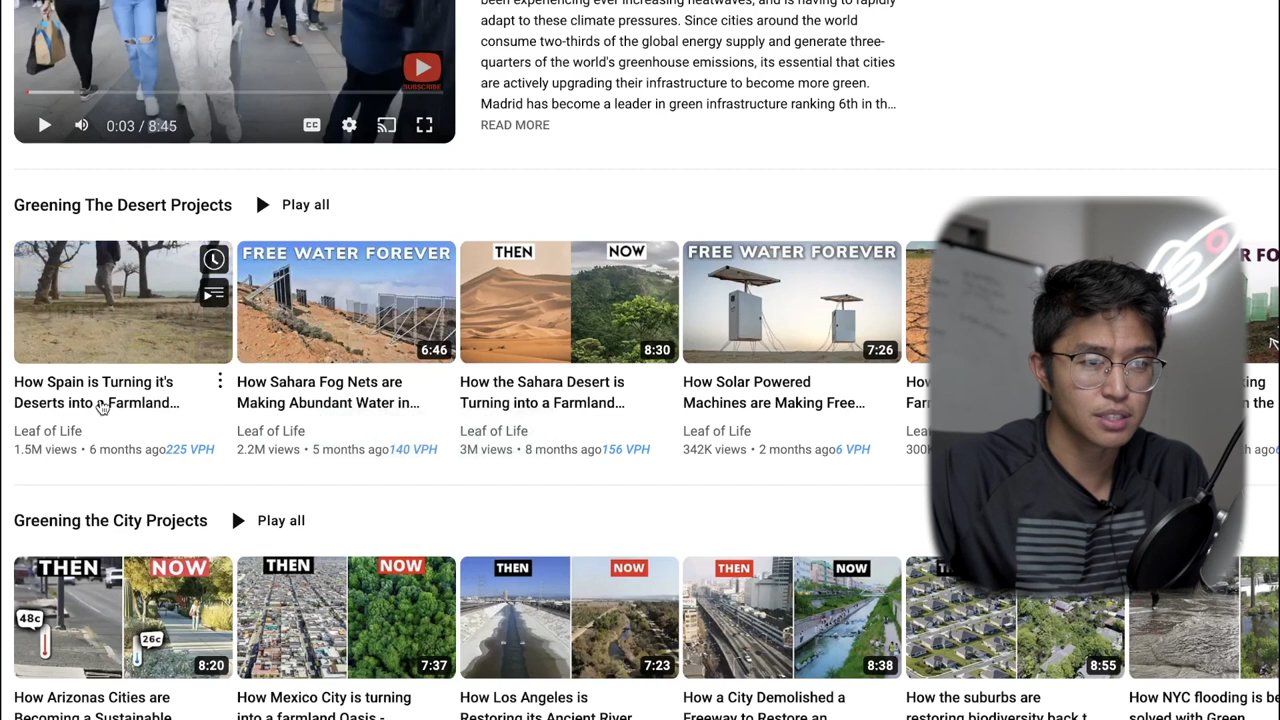 been experiencing ever increasing heatwaves, and is having to rapidly
adapt to these climate pressures. Since cities around the world
consume two-thirds of the global energy supply and generate three-
quarters of the world's greenhouse emissions, its essential that cities
are actively upgrading their infrastructure to become more green.
Madrid has become a leader in green infrastructure ranking 6th in th...
READ MORE
SUBSCRIBE
0:03 / 8:45
CC
Greening The Desert Projects
Play all
FREE WATER FOREVER
6:46
THEN
NOW
8:30
FREE WATER FOREVER
7:26
How Spain is Turning it's
Deserts into a Farmland...
Leaf of Life
1.5M views • 6 months ago 225 VPH
How Sahara Fog Nets are
Making Abundant Water in...
Leaf of Life
2.2M views • 5 months ago 140 VPH
How the Sahara Desert is
Turning into a Farmland...
Leaf of Life
3M views • 8 months ago 156 VPH
How Solar Powered
Machines are Making Free...
Leaf of Life
342K views • 2 months ago 6 VPH
300K
Greening the City Projects
Play all
THEN
NOW
48c
26c
8:20
THEN
NOW
7:37
THEN
NOW
7:23
THEN
NOW
8:38
8:55
How Arizonas Cities are
Becoming a Sustainable
How Mexico City is turning
into a farmland Oasis -
How Los Angeles is
Restoring its Ancient River
How a City Demolished a
Freeway to Restore an
How the suburbs are
restoring biodiversity back t
How NYC flooding is be
solved with Green